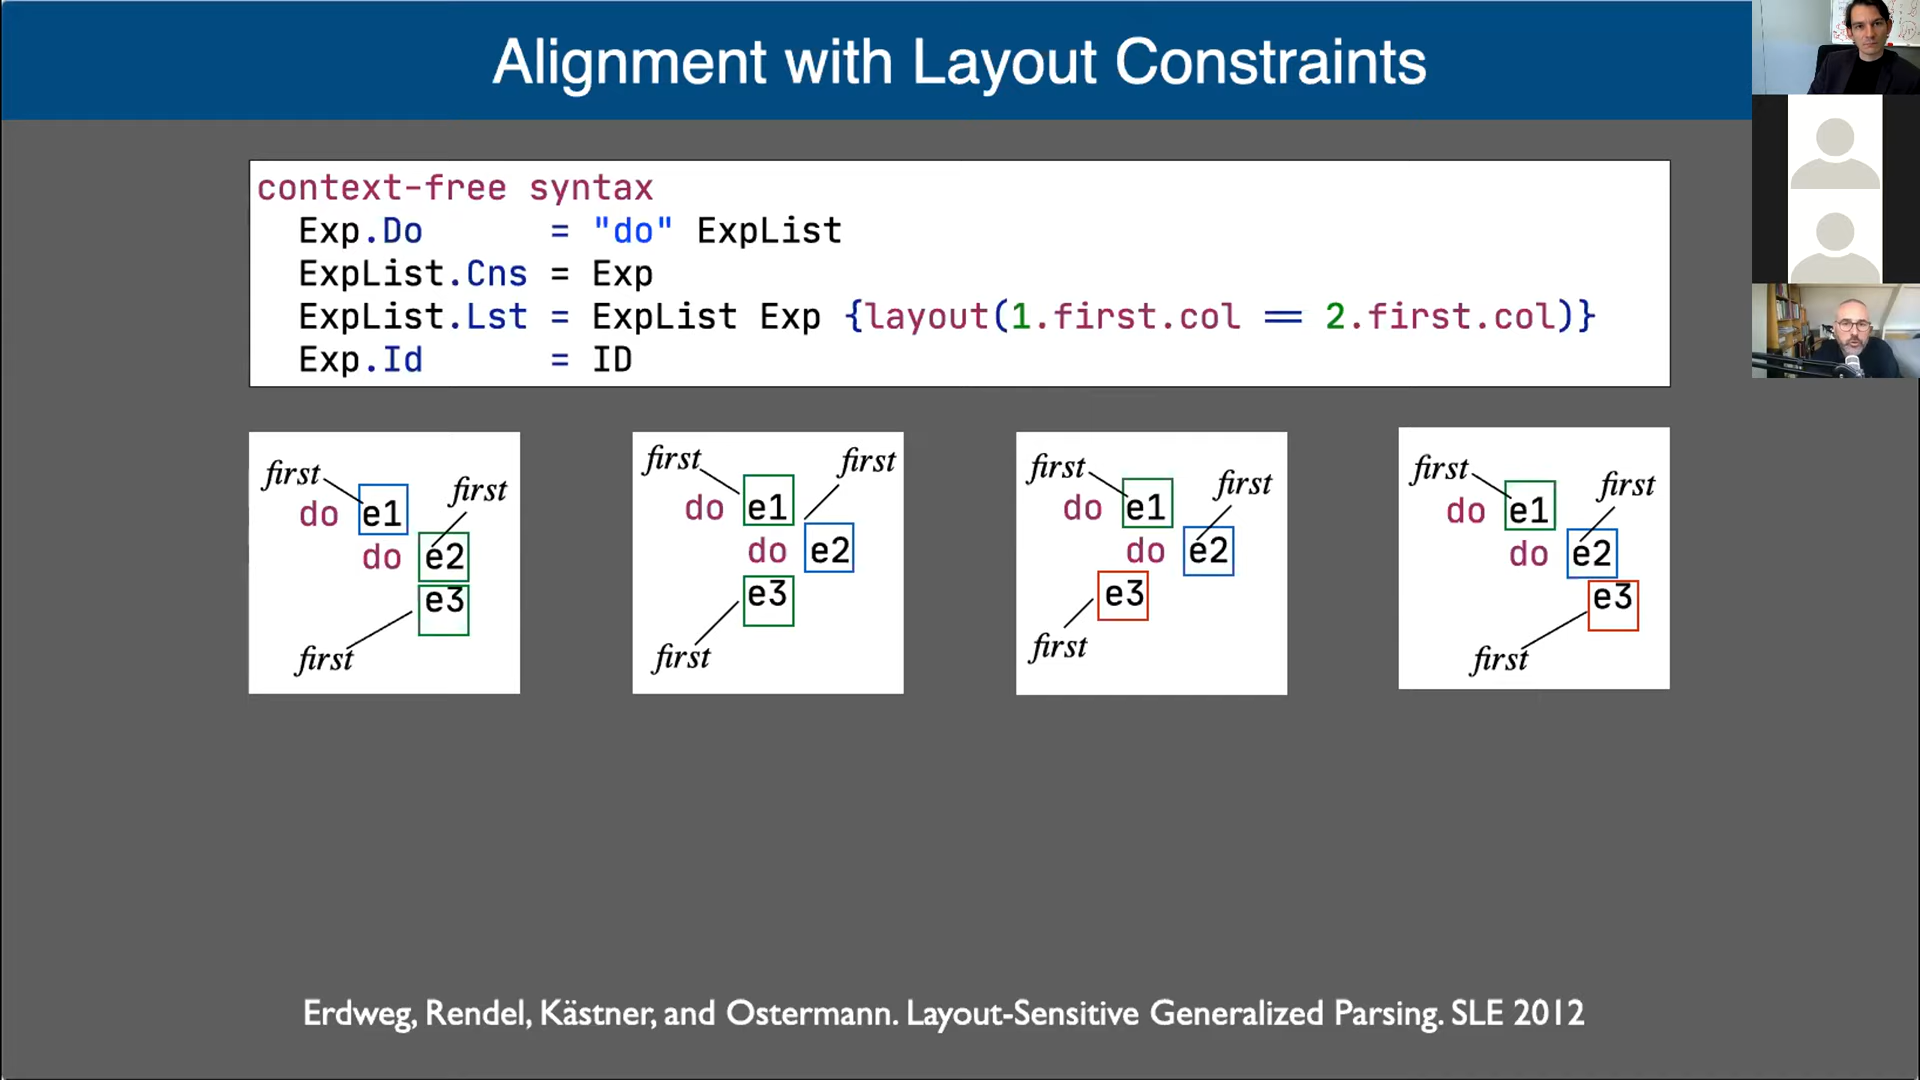 Alignment with Layout Constraints
context-free syntax
Exp.Do = "do" ExpList
ExpList.Cns = Exp
ExpList.Lst = ExpList Exp {layout(1.first.col == 2.first.col)}
Exp.Id = ID
first
first
do e1
do e2
e3
first
first
first
do e1
do e2
e3
first
first
first
do e1
do e2
e3
first
first
first
do e1
do e2
e3
first
Erdweg, Rendel, Kästner, and Ostermann. Layout-Sensitive Generalized Parsing. SLE 2012